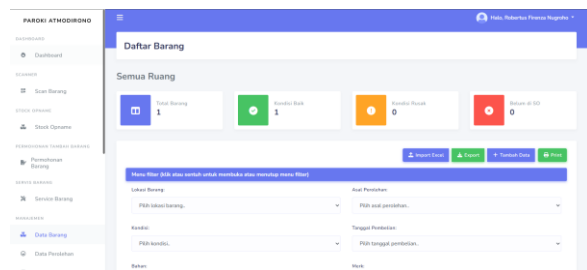 PAROKI ATMODIRONO
DASHBOARD
Dashboard
SCANNER
Scan Barang
STOCK OPNAME
Stock Opname
PERMOHONAN TAMBAH BARANG
Permohonan
Barang
SERVIS BARANG
Service Barang
MANAGEMEN
Data Barang
Data Perolehan
Halo, Robertus Firenza Nugroho
Daftar Barang
Semua Ruang
Total Barang
1
Kondisi Baik
1
Kondisi Rusak
0
Belum di SO
0
Import Excel
Export
+ Tambah Data
Print
Menu filter (klik atau sentuh untuk membuka atau menutup menu filter)
Lokasi Barang:
Asal Perolehan:
Pilih lokasi barang..
Pilih asal perolehan..
Kondisi:
Tanggal Pembelian:
Pilih kondisi..
Pilih tanggal pembelian..
Bahan:
Merk: